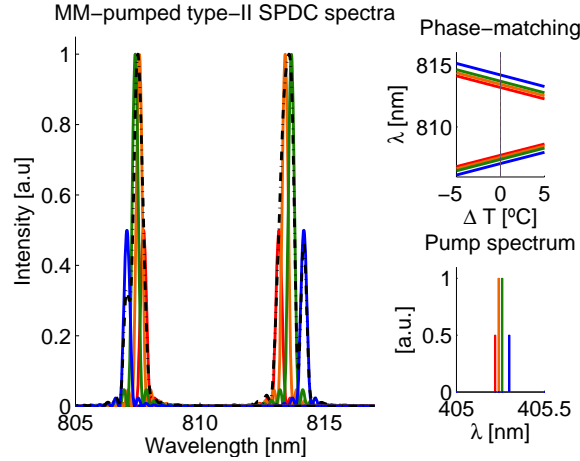 MM−pumped type−II SPDC spectra
1
0.8
0.6
0.4
0.2
0
Intensity [a.u]
805
810
815
Wavelength [nm]
Phase−matching
815
810
λ [nm]
−5
0
5
Δ T [ºC]
Pump spectrum
1
0.5
0
[a.u.]
405
405.5
λ [nm]